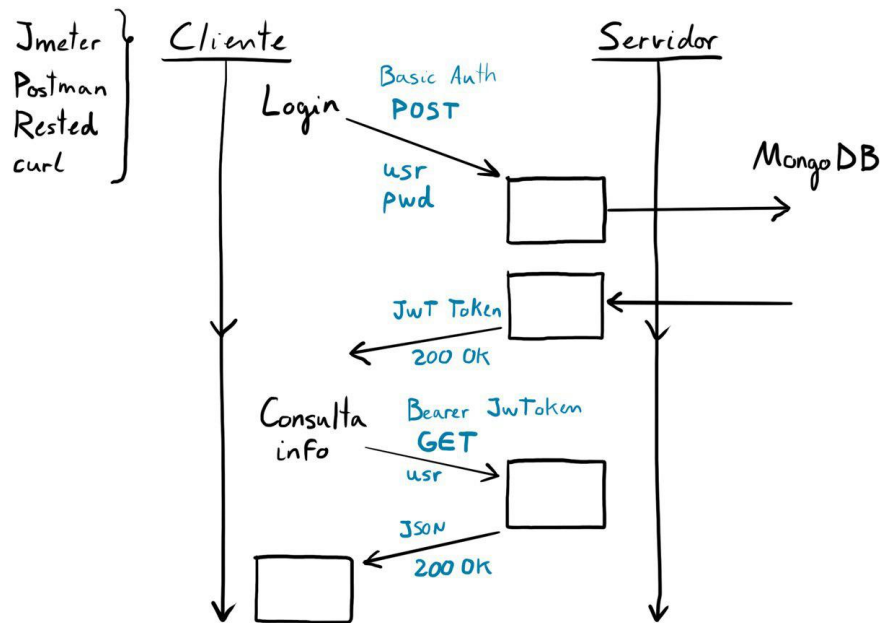 Jmeter
Postman
Rested
curl
Cliente
Servidor
Login
Basic Auth
POST
usr
pwd
MongoDB
JwT Token
200 OK
Consulta
info
Bearer JwToken
GET
usr
JSON
200 OK